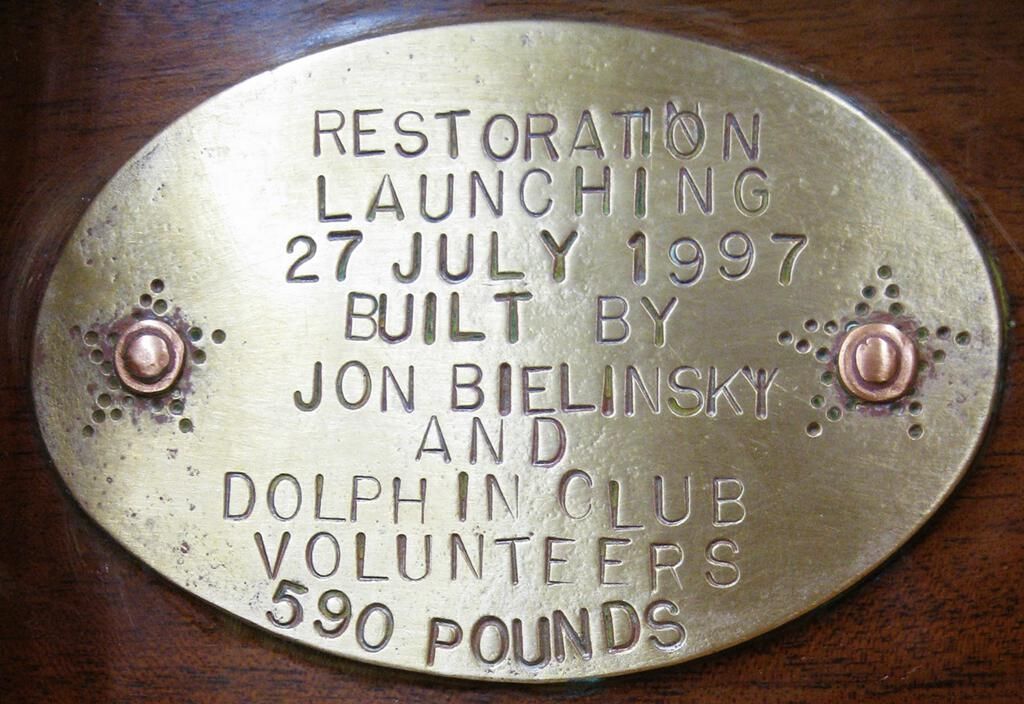 RESTORATION
LAUNCHING
27 JULY 1997
BUILT BY
JON BIELINSKY
AND
DOLPHIN CLUB
VOLUNTEERS
590 POUNDS